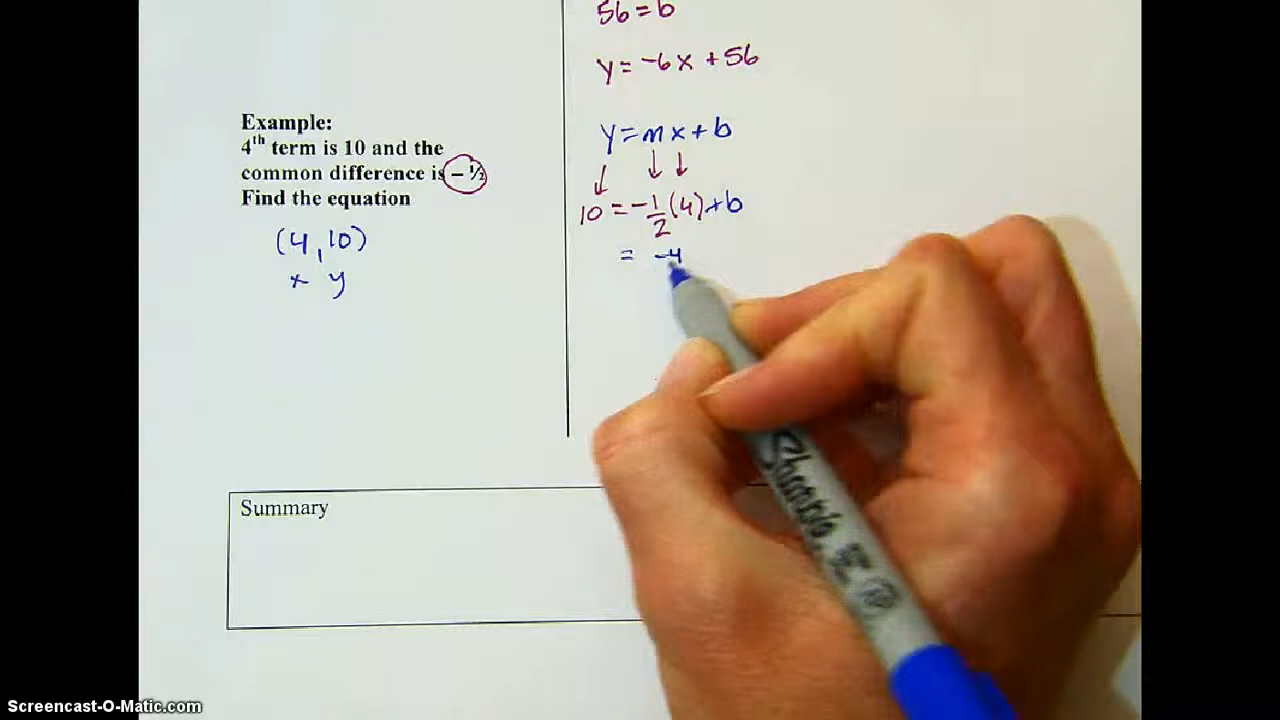 56 = b
y = -6x + 56
Example:
4th term is 10 and the
common difference is - ½
Find the equation
(4, 10)
x y
y = mx + b
10 = -1/2 (4) + b
= -4
Summary
Sharpie
Screencast-O-Matic.com